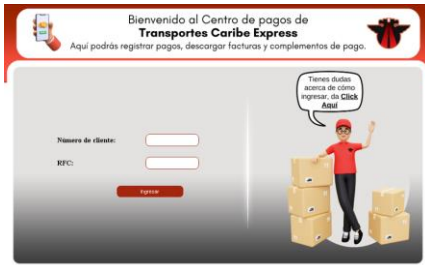 Bienvenido al Centro de pagos de
Transportes Caribe Express
Aquí podrás registrar pagos, descargar facturas y complementos de pago.
Tienes dudas
acerca de cómo
ingresar, da Click
Aquí
Número de cliente:
RFC:
Ingresar